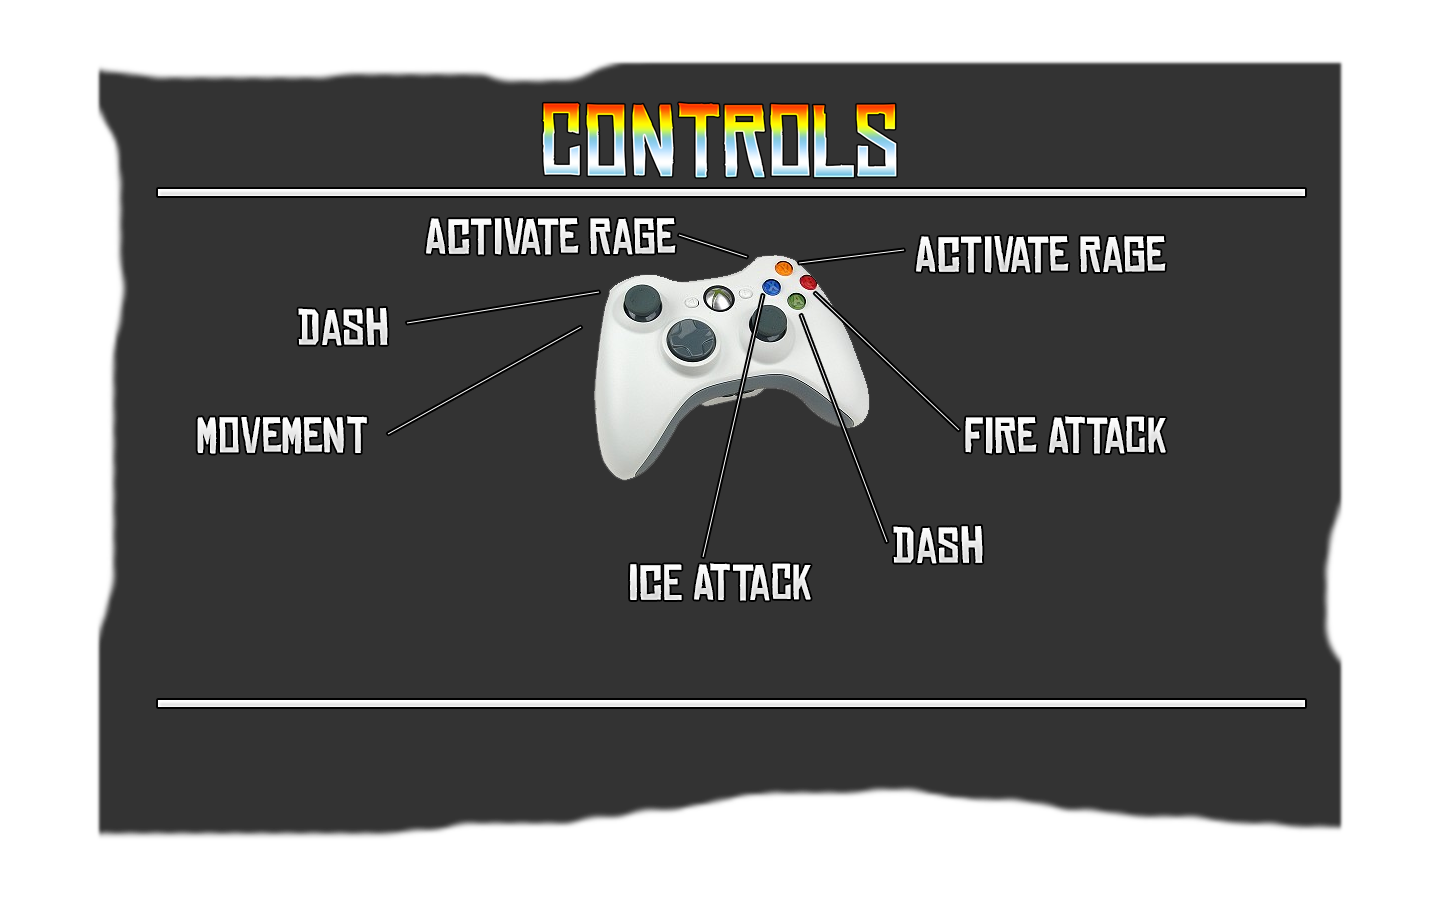 CONTROLS
ACTIVATE RAGE
ACTIVATE RAGE
DASH
MOVEMENT
FIRE ATTACK
DASH
ICE ATTACK